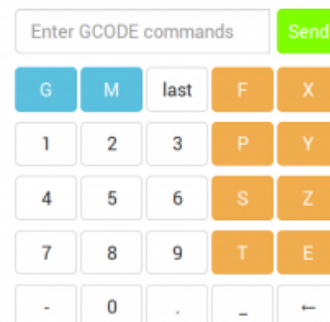 Enter GCODE commands Send
G M last F X
1 2 3 P Y
4 5 6 S Z
7 8 9 T E
- 0 . _ ←